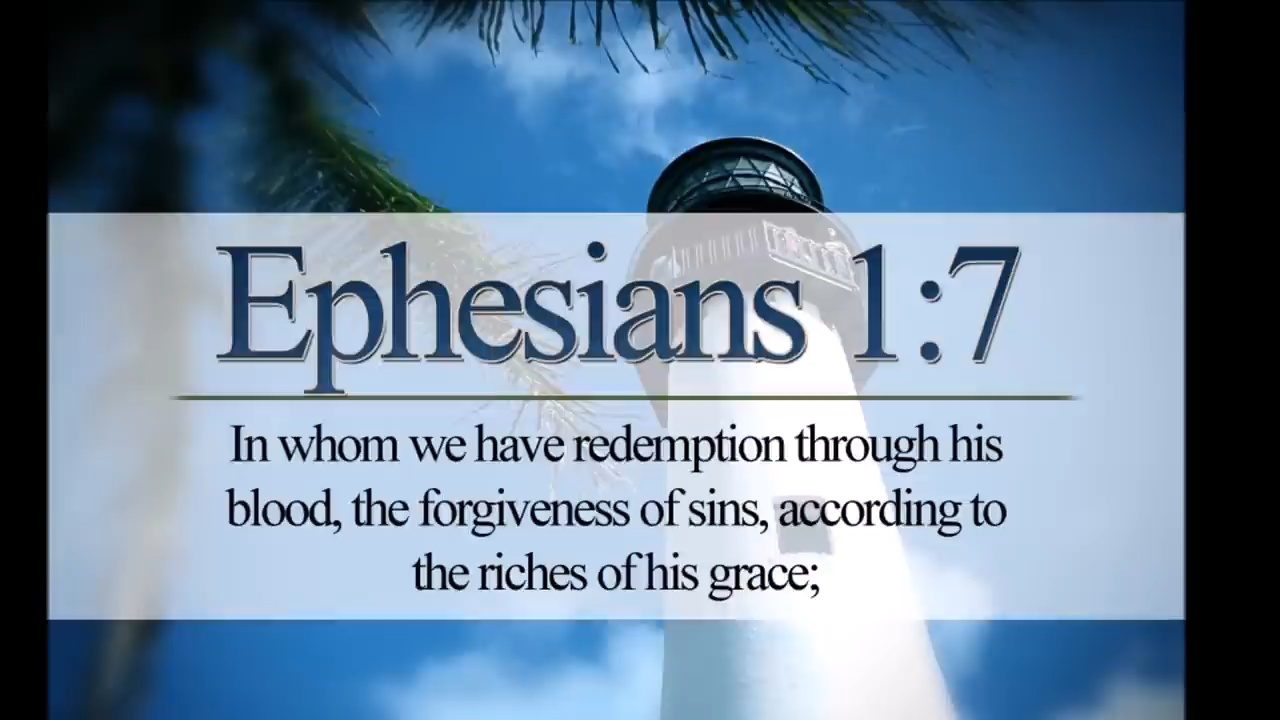 Ephesians 1:7
In whom we have redemption through his
blood, the forgiveness of sins, according to
the riches of his grace;